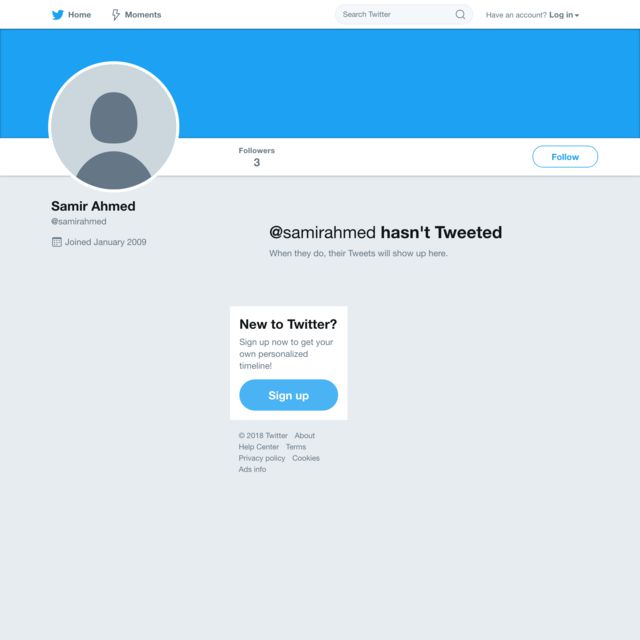 Home Moments Search Twitter Have an account? Log in
Followers
3
Follow
Samir Ahmed
@samirahmed
Joined January 2009
@samirahmed hasn't Tweeted
When they do, their Tweets will show up here.
New to Twitter?
Sign up now to get your
own personalized
timeline!
Sign up
© 2018 Twitter About
Help Center Terms
Privacy policy Cookies
Ads info